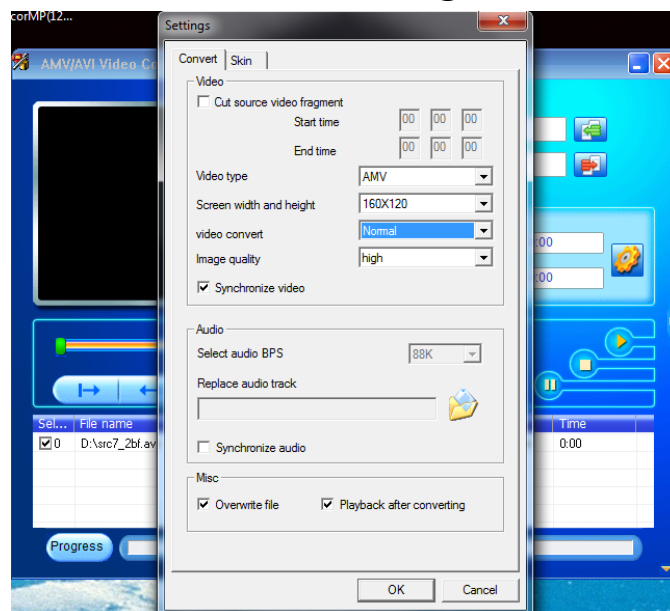 corMP(12...
Settings
AMV/AVI Video Co
Convert Skin
Video
Cut source video fragment
Start time 00 00 00
End time 00 00 00
Video type AMV
Screen width and height 160X120
video convert Normal
:00
Image quality high
:00
Synchronize video
Audio
Select audio BPS 88K
Replace audio track
Sel... File name Time
0 D:\src7_2bf.av 0:00
Synchronize audio
Misc
Overwrite file Playback after converting
Progress
OK Cancel